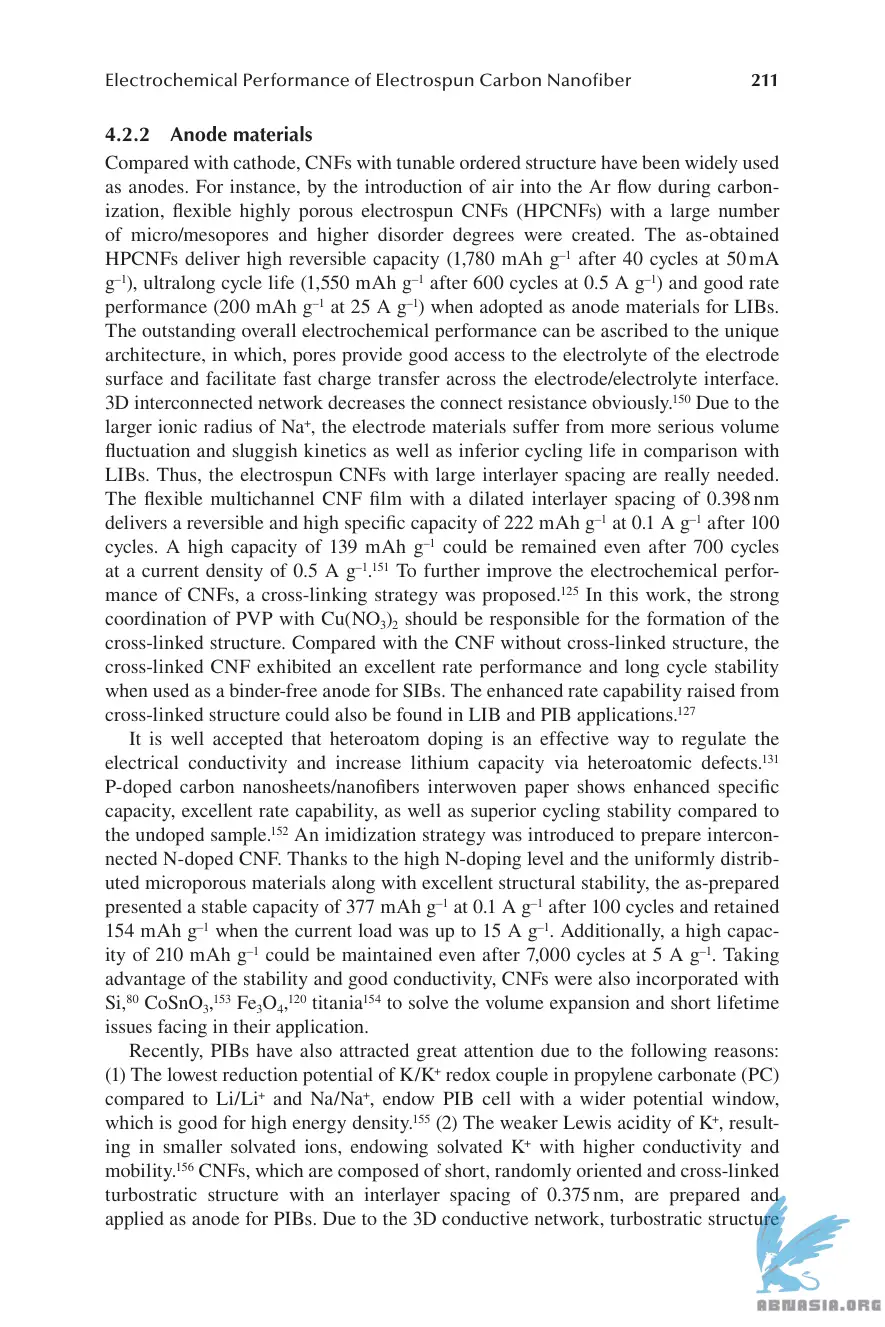 Electrochemical Performance of Electrospun Carbon Nanofiber 211
4.2.2 Anode materials
Compared with cathode, CNFs with tunable ordered structure have been widely used
as anodes. For instance, by the introduction of air into the Ar flow during carbon-
ization, flexible highly porous electrospun CNFs (HPCNFs) with a large number
of micro/mesopores and higher disorder degrees were created. The as-obtained
HPCNFs deliver high reversible capacity (1,780 mAh g⁻¹ after 40 cycles at 50 mA
g⁻¹), ultralong cycle life (1,550 mAh g⁻¹ after 600 cycles at 0.5 A g⁻¹) and good rate
performance (200 mAh g⁻¹ at 25 A g⁻¹) when adopted as anode materials for LIBs.
The outstanding overall electrochemical performance can be ascribed to the unique
architecture, in which, pores provide good access to the electrolyte of the electrode
surface and facilitate fast charge transfer across the electrode/electrolyte interface.
3D interconnected network decreases the connect resistance obviously.¹⁵⁰ Due to the
larger ionic radius of Na⁺, the electrode materials suffer from more serious volume
fluctuation and sluggish kinetics as well as inferior cycling life in comparison with
LIBs. Thus, the electrospun CNFs with large interlayer spacing are really needed.
The flexible multichannel CNF film with a dilated interlayer spacing of 0.398 nm
delivers a reversible and high specific capacity of 222 mAh g⁻¹ at 0.1 A g⁻¹ after 100
cycles. A high capacity of 139 mAh g⁻¹ could be remained even after 700 cycles
at a current density of 0.5 A g⁻¹.¹⁵¹ To further improve the electrochemical perfor-
mance of CNFs, a cross-linking strategy was proposed.¹²⁵ In this work, the strong
coordination of PVP with Cu(NO₃)₂ should be responsible for the formation of the
cross-linked structure. Compared with the CNF without cross-linked structure, the
cross-linked CNF exhibited an excellent rate performance and long cycle stability
when used as a binder-free anode for SIBs. The enhanced rate capability raised from
cross-linked structure could also be found in LIB and PIB applications.¹²⁷
It is well accepted that heteroatom doping is an effective way to regulate the
electrical conductivity and increase lithium capacity via heteroatomic defects.¹³¹
P-doped carbon nanosheets/nanofibers interwoven paper shows enhanced specific
capacity, excellent rate capability, as well as superior cycling stability compared to
the undoped sample.¹⁵² An imidization strategy was introduced to prepare intercon-
nected N-doped CNF. Thanks to the high N-doping level and the uniformly distrib-
uted microporous materials along with excellent structural stability, the as-prepared
presented a stable capacity of 377 mAh g⁻¹ at 0.1 A g⁻¹ after 100 cycles and retained
154 mAh g⁻¹ when the current load was up to 15 A g⁻¹. Additionally, a high capac-
ity of 210 mAh g⁻¹ could be maintained even after 7,000 cycles at 5 A g⁻¹. Taking
advantage of the stability and good conductivity, CNFs were also incorporated with
Si,⁸⁰ CoSnO₃,¹⁵³ Fe₃O₄,¹²⁰ titania¹⁵⁴ to solve the volume expansion and short lifetime
issues facing in their application.
Recently, PIBs have also attracted great attention due to the following reasons:
(1) The lowest reduction potential of K/K⁺ redox couple in propylene carbonate (PC)
compared to Li/Li⁺ and Na/Na⁺, endow PIB cell with a wider potential window,
which is good for high energy density.¹⁵⁵ (2) The weaker Lewis acidity of K⁺, result-
ing in smaller solvated ions, endowing solvated K⁺ with higher conductivity and
mobility.¹⁵⁶ CNFs, which are composed of short, randomly oriented and cross-linked
turbostratic structure with an interlayer spacing of 0.375 nm, are prepared and
applied as anode for PIBs. Due to the 3D conductive network, turbostratic structure
ABNASIA.ORG